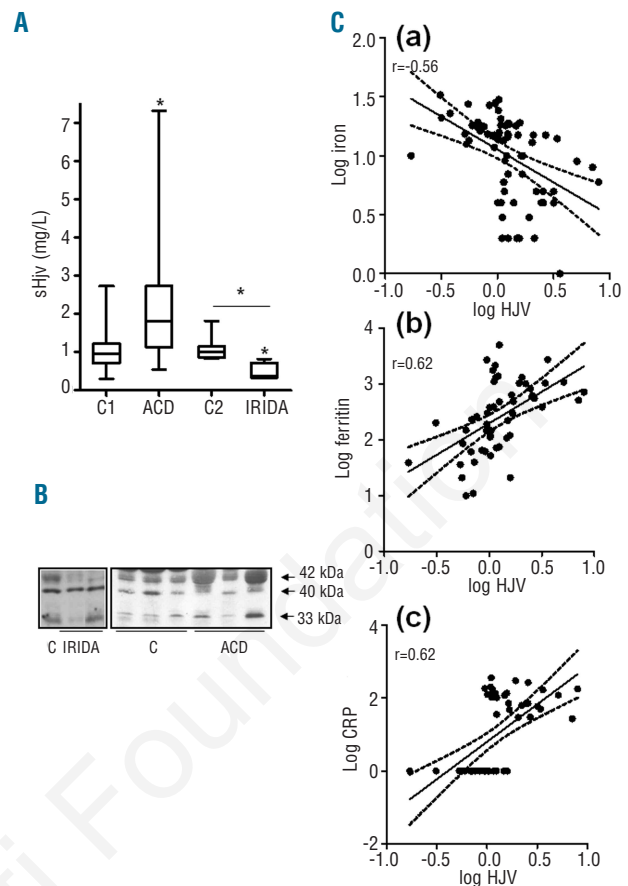 A
sHjv (mg/L)
7
6
5
4
3
2
1
0
*
*
*
C1 ACD C2 IRIDA
B
42 kDa
40 kDa
33 kDa
C IRIDA C ACD
C
(a)
r=-0.56
Log iron
2.0
1.5
1.0
0.5
0.0
-1.0 -0.5 0.0 0.5 1.0
log HJV
(b)
r=0.62
Log ferritin
4
3
2
1
0
-1.0 -0.5 0.0 0.5 1.0
log HJV
(c)
r=0.62
Log CRP
4
2
0
-2
-1.0 -0.5 0.0 0.5 1.0
log HJV
ti Foundation